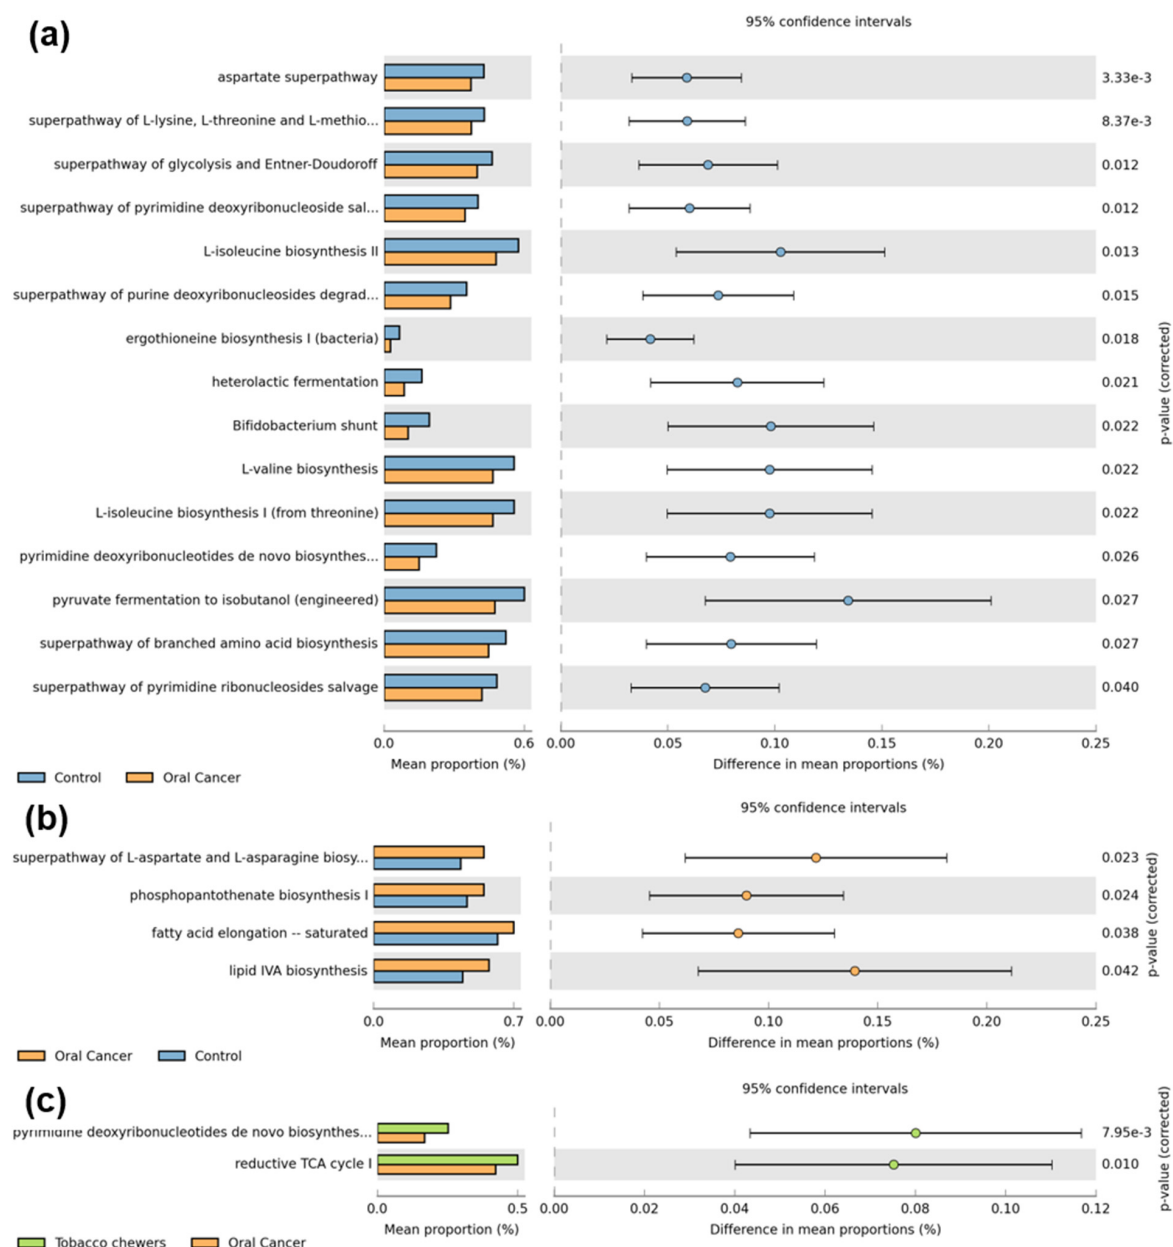 (a)
95% confidence intervals
aspartate superpathway 3.33e-3
superpathway of L-lysine, L-threonine and L-methio... 8.37e-3
superpathway of glycolysis and Entner-Doudoroff 0.012
superpathway of pyrimidine deoxyribonucleoside sal... 0.012
L-isoleucine biosynthesis II 0.013
superpathway of purine deoxyribonucleosides degrad... 0.015
ergothioneine biosynthesis I (bacteria) 0.018
heterolactic fermentation 0.021
Bifidobacterium shunt 0.022
L-valine biosynthesis 0.022
L-isoleucine biosynthesis I (from threonine) 0.022
pyrimidine deoxyribonucleotides de novo biosynthes... 0.026
pyruvate fermentation to isobutanol (engineered) 0.027
superpathway of branched amino acid biosynthesis 0.027
superpathway of pyrimidine ribonucleosides salvage 0.040
p-value (corrected)
0.0 0.6 0.00 0.05 0.10 0.15 0.20 0.25
Mean proportion (%) Difference in mean proportions (%)
Control Oral Cancer
(b)
95% confidence intervals
superpathway of L-aspartate and L-asparagine biosy... 0.023
phosphopantothenate biosynthesis I 0.024
fatty acid elongation -- saturated 0.038
lipid IVA biosynthesis 0.042
p-value (corrected)
0.0 0.7 0.00 0.05 0.10 0.15 0.20 0.25
Mean proportion (%) Difference in mean proportions (%)
Oral Cancer Control
(c)
95% confidence intervals
pyrimidine deoxyribonucleotides de novo biosynthes... 7.95e-3
reductive TCA cycle I 0.010
p-value (corrected)
0.0 0.5 0.00 0.02 0.04 0.06 0.08 0.10 0.12
Mean proportion (%) Difference in mean proportions (%)
Tobacco chewers Oral Cancer